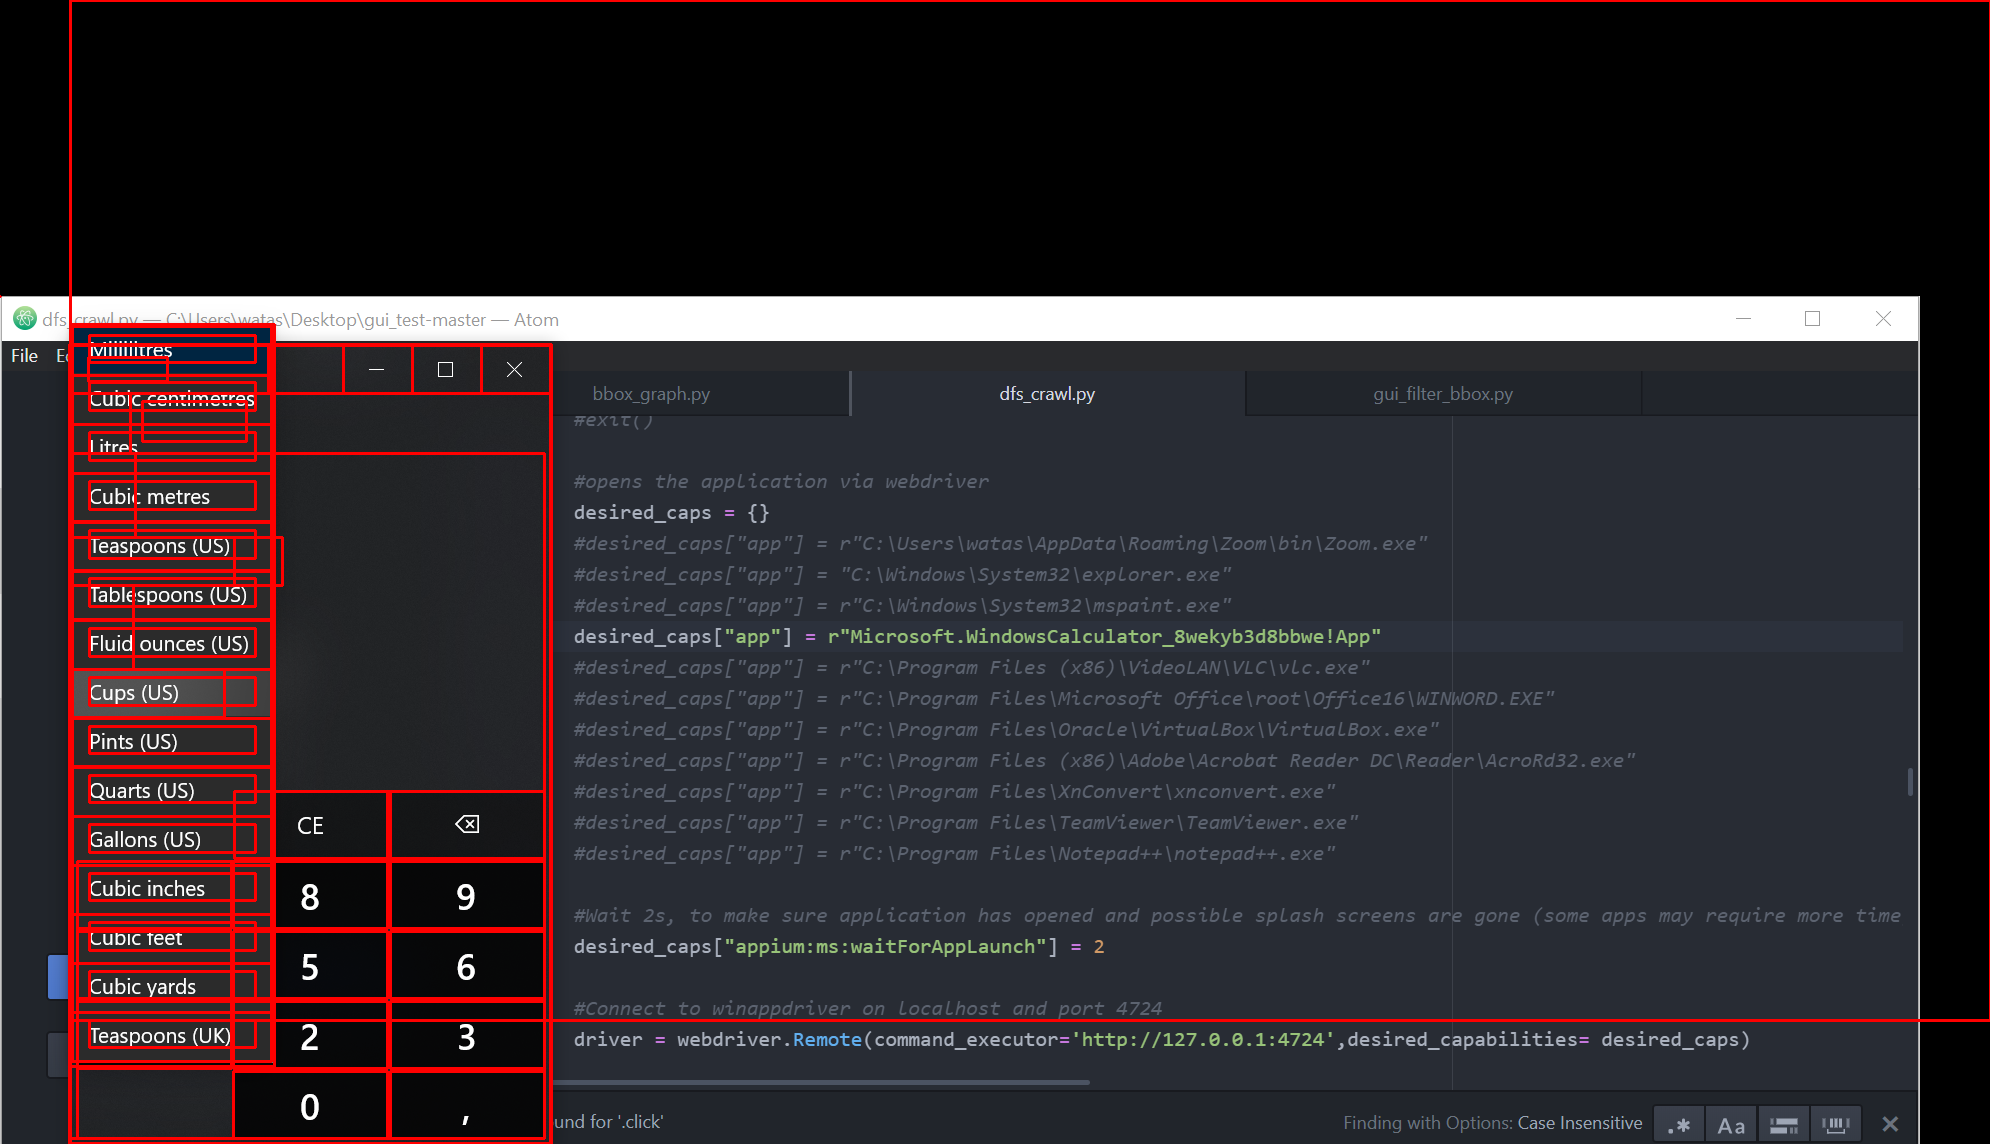 dfs_crawl.py — C:\Users\watas\Desktop\gui_test-master — Atom
File
Millilitres
Cubic centimetres
Litres
Cubic metres
Teaspoons (US)
Tablespoons (US)
Fluid ounces (US)
Cups (US)
Pints (US)
Quarts (US)
Gallons (US)
Cubic inches
Cubic feet
Cubic yards
Teaspoons (UK)
CE
8 9
5 6
2 3
0 ,
bbox_graph.py dfs_crawl.py gui_filter_bbox.py
#exit()
#opens the application via webdriver
desired_caps = {}
#desired_caps["app"] = r"C:\Users\watas\AppData\Roaming\Zoom\bin\Zoom.exe"
#desired_caps["app"] = "C:\Windows\System32\explorer.exe"
#desired_caps["app"] = r"C:\Windows\System32\mspaint.exe"
desired_caps["app"] = r"Microsoft.WindowsCalculator_8wekyb3d8bbwe!App"
#desired_caps["app"] = r"C:\Program Files (x86)\VideoLAN\VLC\vlc.exe"
#desired_caps["app"] = r"C:\Program Files\Microsoft Office\root\Office16\WINWORD.EXE"
#desired_caps["app"] = r"C:\Program Files\Oracle\VirtualBox\VirtualBox.exe"
#desired_caps["app"] = r"C:\Program Files (x86)\Adobe\Acrobat Reader DC\Reader\AcroRd32.exe"
#desired_caps["app"] = r"C:\Program Files\XnConvert\xnconvert.exe"
#desired_caps["app"] = r"C:\Program Files\TeamViewer\TeamViewer.exe"
#desired_caps["app"] = r"C:\Program Files\Notepad++\notepad++.exe"
#Wait 2s, to make sure application has opened and possible splash screens are gone (some apps may require more time
desired_caps["appium:ms:waitForAppLaunch"] = 2
#Connect to winappdriver on localhost and port 4724
driver = webdriver.Remote(command_executor='http://127.0.0.1:4724',desired_capabilities= desired_caps)
und for '.click'
Finding with Options: Case Insensitive .* Aa